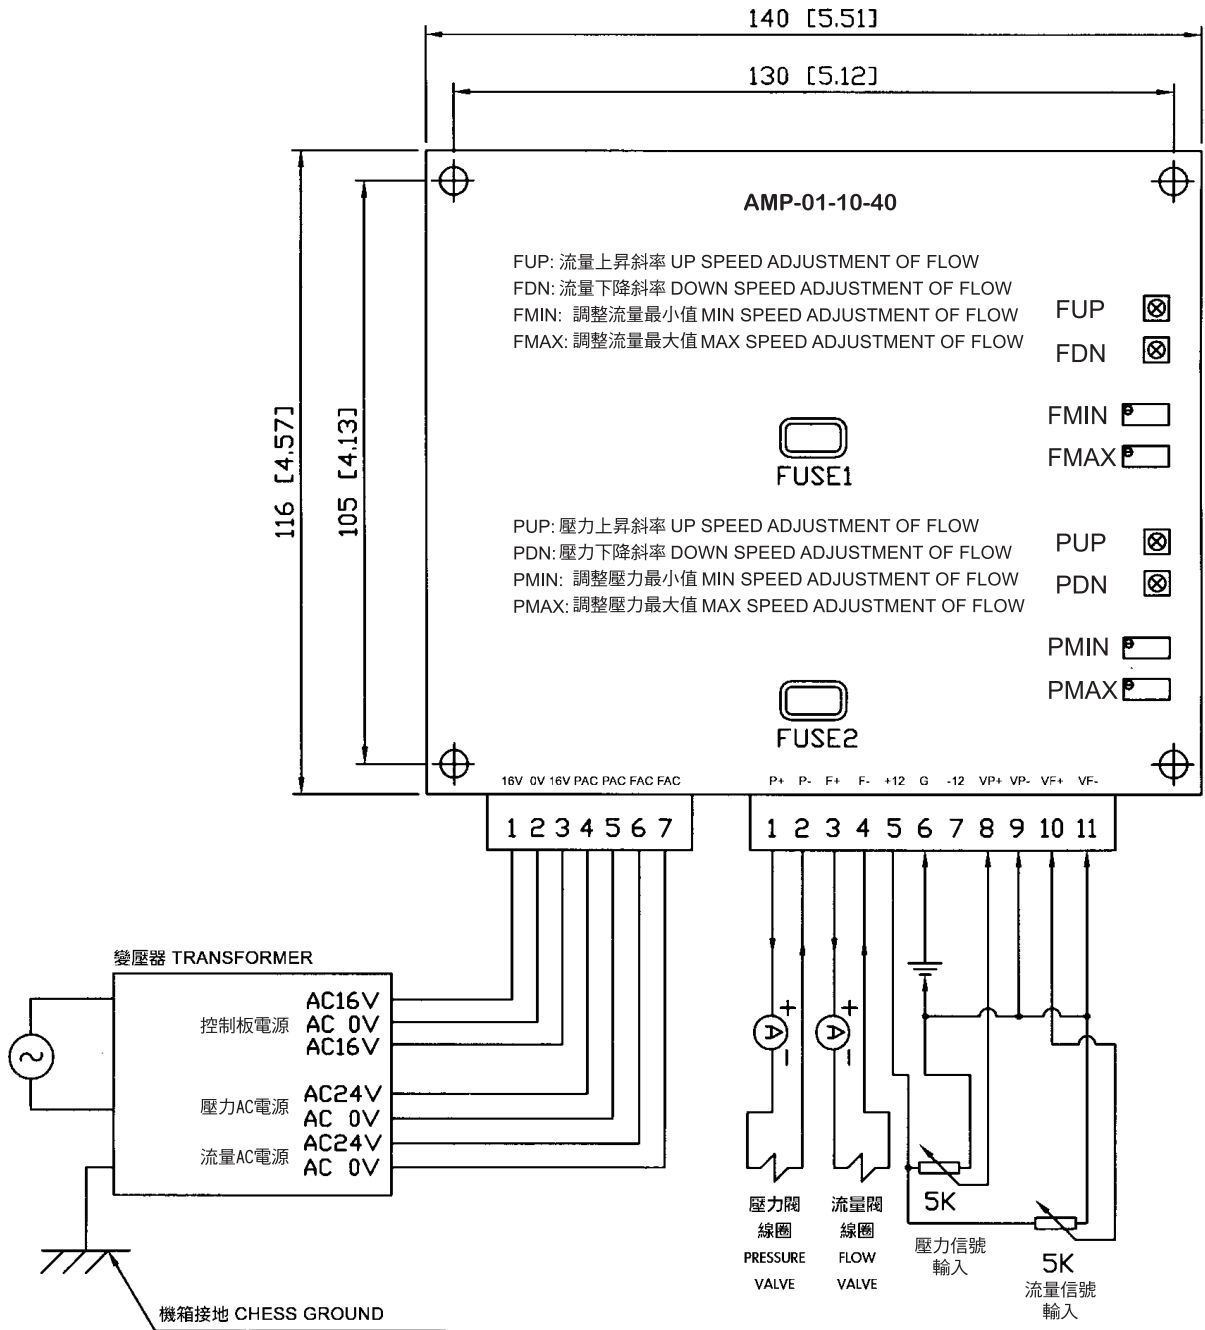 140 [5.51]
130 [5.12]
116 [4.57]
105 [4.13]
AMP-01-10-40
FUP: 流量上昇斜率 UP SPEED ADJUSTMENT OF FLOW
FDN: 流量下降斜率 DOWN SPEED ADJUSTMENT OF FLOW
FMIN: 調整流量最小值 MIN SPEED ADJUSTMENT OF FLOW
FMAX: 調整流量最大值 MAX SPEED ADJUSTMENT OF FLOW
FUP
FDN
FMIN
FMAX
FUSE1
PUP: 壓力上昇斜率 UP SPEED ADJUSTMENT OF FLOW
PDN: 壓力下降斜率 DOWN SPEED ADJUSTMENT OF FLOW
PMIN: 調整壓力最小值 MIN SPEED ADJUSTMENT OF FLOW
PMAX: 調整壓力最大值 MAX SPEED ADJUSTMENT OF FLOW
PUP
PDN
PMIN
PMAX
FUSE2
16V 0V 16V PAC PAC FAC FAC
P+ P- F+ F- +12 G -12 VP+ VP- VF+ VF-
1 2 3 4 5 6 7
1 2 3 4 5 6 7 8 9 10 11
變壓器 TRANSFORMER
控制板電源
AC16V
AC 0V
AC16V
壓力AC電源
AC24V
AC 0V
流量AC電源
AC24V
AC 0V
機箱接地 CHESS GROUND
+
A
-
+
A
-
壓力閥
線圈
PRESSURE
VALVE
流量閥
線圈
FLOW
VALVE
5K
壓力信號
輸入
5K
流量信號
輸入